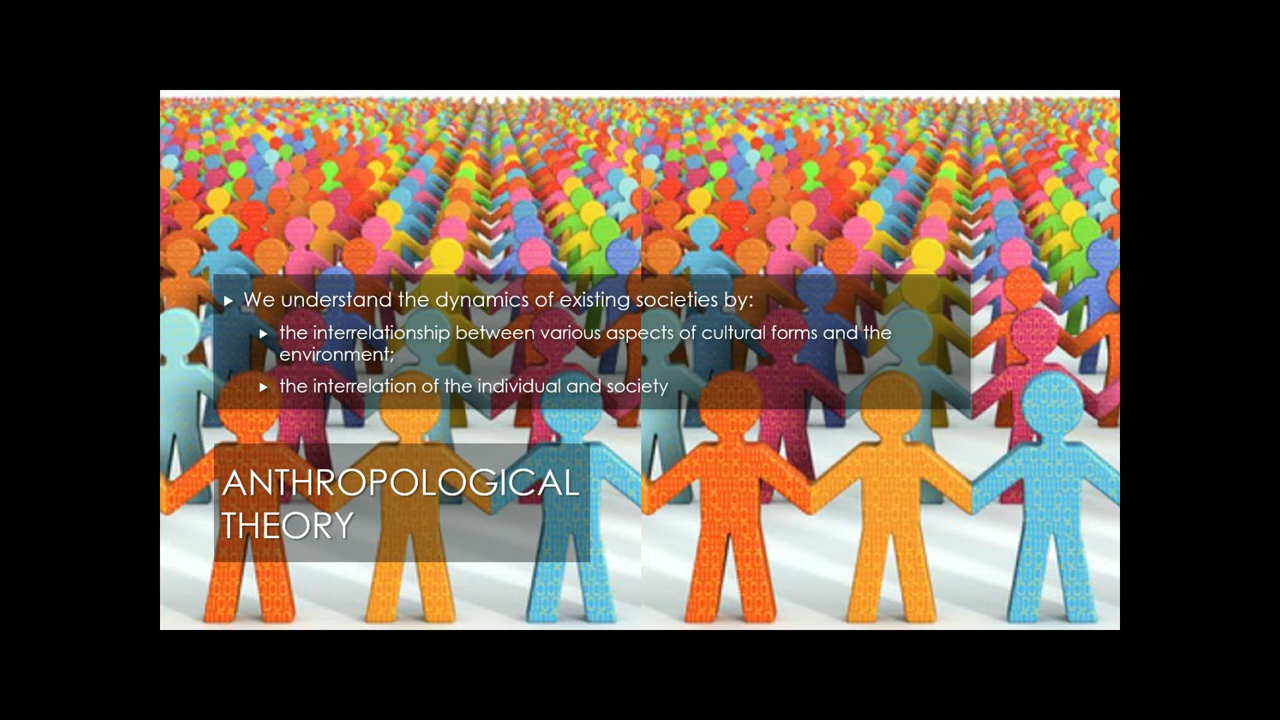 We understand the dynamics of existing societies by:
the interrelationship between various aspects of cultural forms and the
environment;
the interrelation of the individual and society
ANTHROPOLOGICAL
THEORY